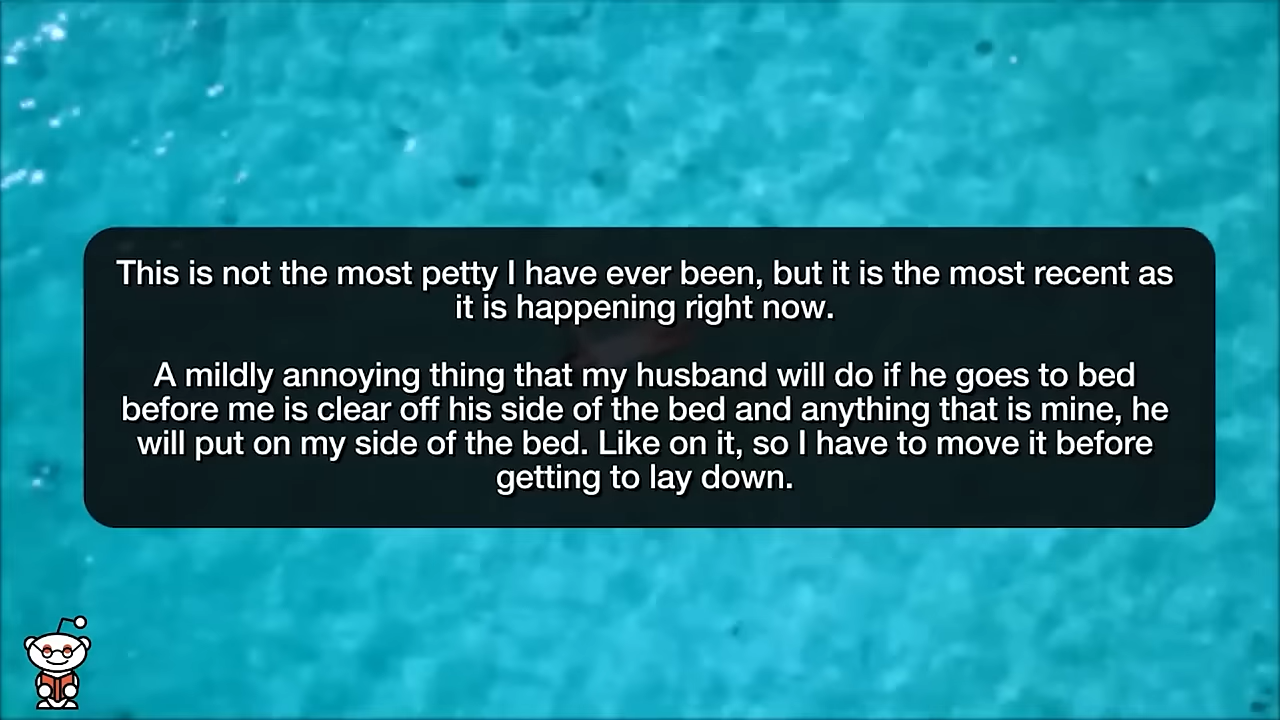 This is not the most petty I have ever been, but it is the most recent as
it is happening right now.
A mildly annoying thing that my husband will do if he goes to bed
before me is clear off his side of the bed and anything that is mine, he
will put on my side of the bed. Like on it, so I have to move it before
getting to lay down.